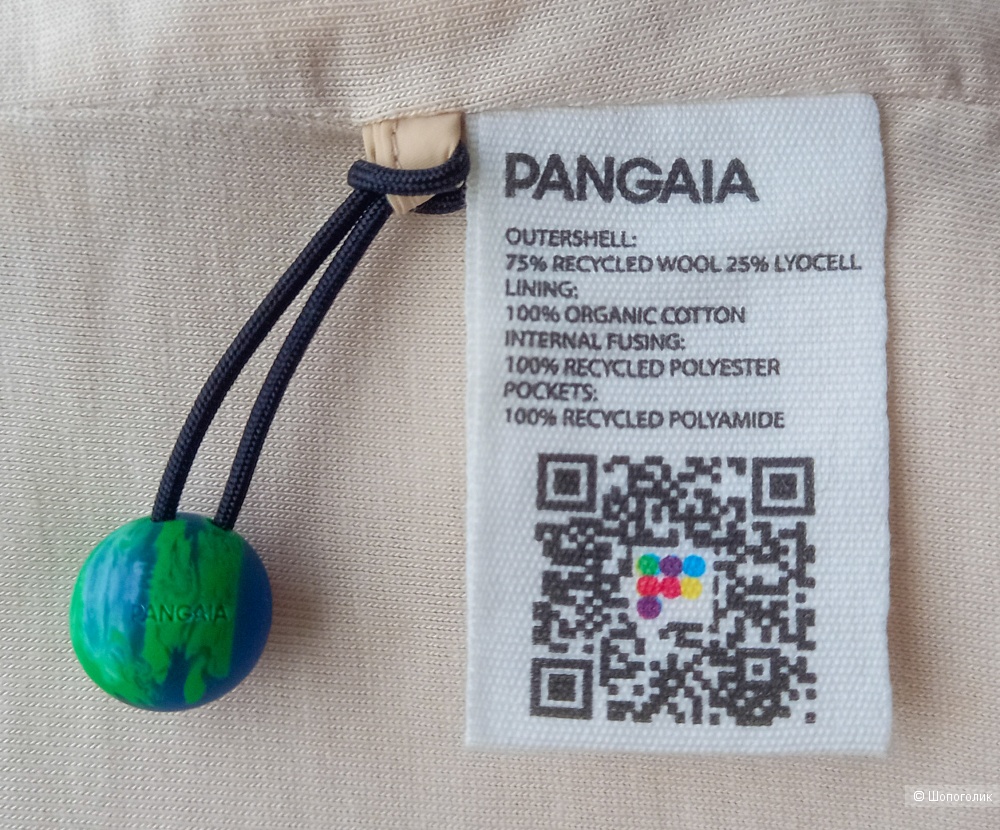 PANGAIA
OUTERSHELL:
75% RECYCLED WOOL 25% LYOCELL
LINING:
100% ORGANIC COTTON
INTERNAL FUSING:
100% RECYCLED POLYESTER
POCKETS:
100% RECYCLED POLYAMIDE
PANGAIA
© Шопоголик